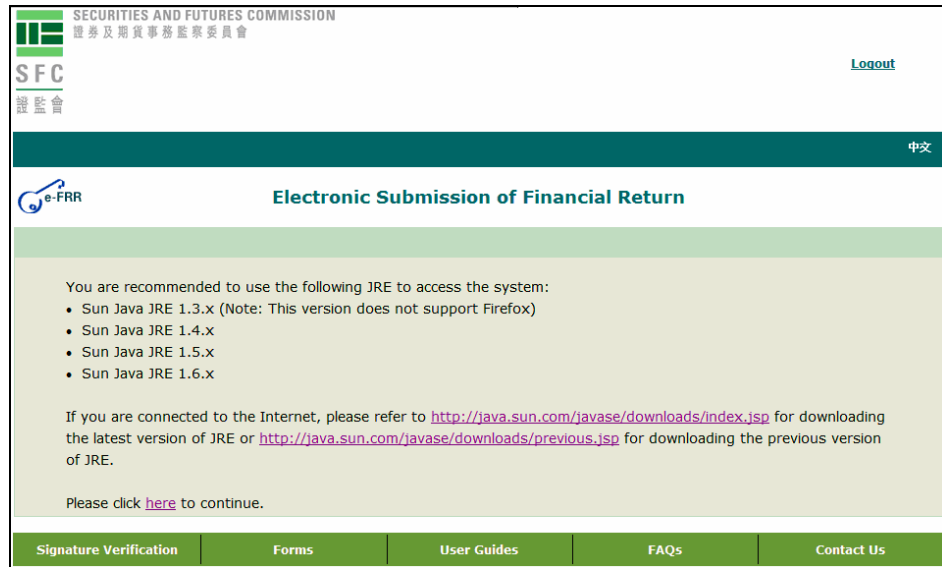 SECURITIES AND FUTURES COMMISSION
證券及期貨事務監察委員會
SFC
證監會
Logout
中文
e-FRR
Electronic Submission of Financial Return
You are recommended to use the following JRE to access the system:
• Sun Java JRE 1.3.x (Note: This version does not support Firefox)
• Sun Java JRE 1.4.x
• Sun Java JRE 1.5.x
• Sun Java JRE 1.6.x
If you are connected to the Internet, please refer to http://java.sun.com/javase/downloads/index.jsp for downloading
the latest version of JRE or http://java.sun.com/javase/downloads/previous.jsp for downloading the previous version
of JRE.
Please click here to continue.
Signature Verification Forms User Guides FAQs Contact Us